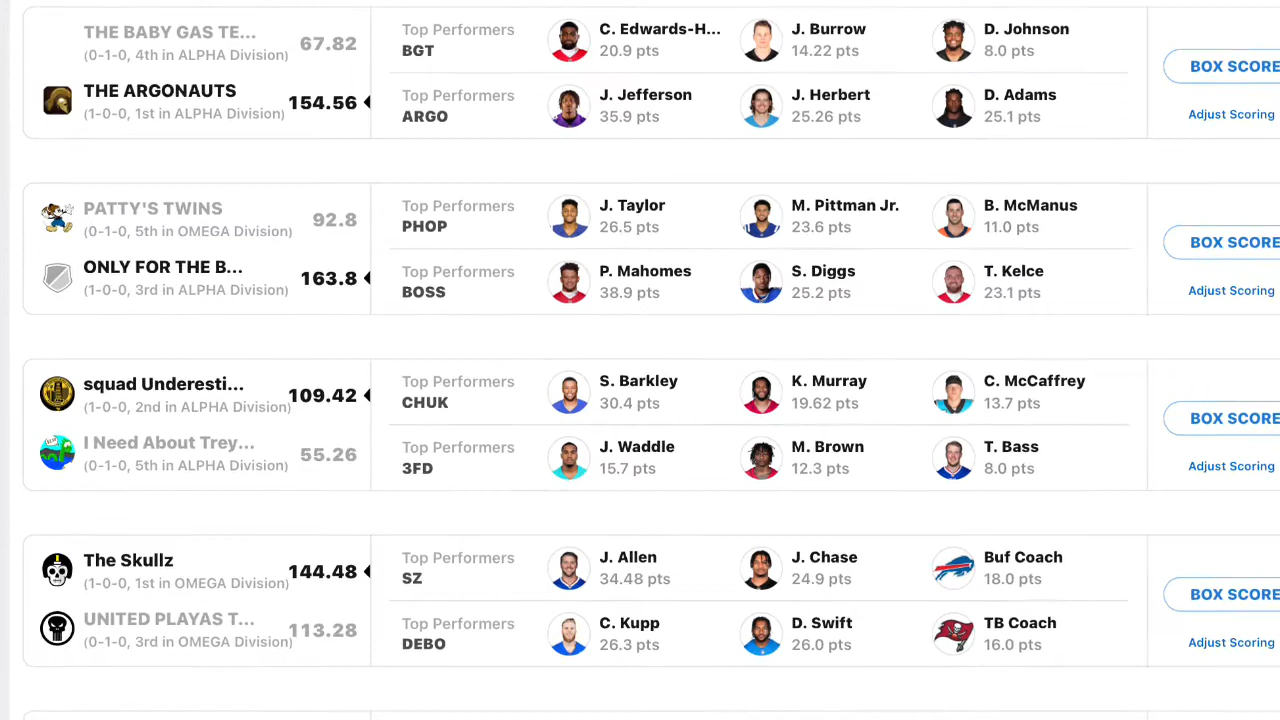 THE BABY GAS TE...
67.82
(0-1-0, 4th in ALPHA Division)
Top Performers
BGT
C. Edwards-H...
20.9 pts
J. Burrow
14.22 pts
D. Johnson
8.0 pts
THE ARGONAUTS
154.56
(1-0-0, 1st in ALPHA Division)
Top Performers
ARGO
J. Jefferson
35.9 pts
J. Herbert
25.26 pts
D. Adams
25.1 pts
BOX SCORE
Adjust Scoring
PATTY'S TWINS
92.8
(0-1-0, 5th in OMEGA Division)
Top Performers
PHOP
J. Taylor
26.5 pts
M. Pittman Jr.
23.6 pts
B. McManus
11.0 pts
ONLY FOR THE B...
163.8
(1-0-0, 3rd in ALPHA Division)
Top Performers
BOSS
P. Mahomes
38.9 pts
S. Diggs
25.2 pts
T. Kelce
23.1 pts
BOX SCORE
Adjust Scoring
squad Underesti...
109.42
(1-0-0, 2nd in ALPHA Division)
Top Performers
CHUK
S. Barkley
30.4 pts
K. Murray
19.62 pts
C. McCaffrey
13.7 pts
I Need About Trey...
55.26
(0-1-0, 5th in ALPHA Division)
Top Performers
3FD
J. Waddle
15.7 pts
M. Brown
12.3 pts
T. Bass
8.0 pts
BOX SCORE
Adjust Scoring
The Skullz
144.48
(1-0-0, 1st in OMEGA Division)
Top Performers
SZ
J. Allen
34.48 pts
J. Chase
24.9 pts
Buf Coach
18.0 pts
UNITED PLAYAS T...
113.28
(0-1-0, 3rd in OMEGA Division)
Top Performers
DEBO
C. Kupp
26.3 pts
D. Swift
26.0 pts
TB Coach
16.0 pts
BOX SCORE
Adjust Scoring